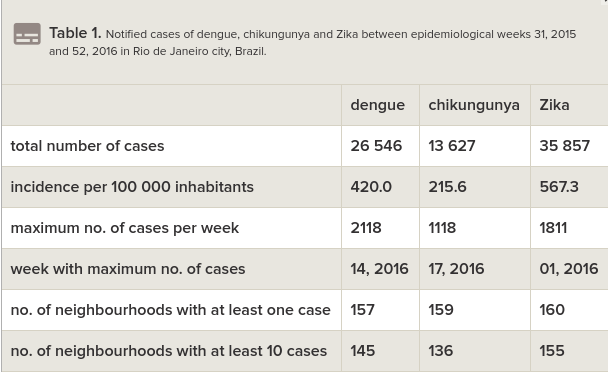 Table 1. Notified cases of dengue, chikungunya and Zika between epidemiological weeks 31, 2015
and 52, 2016 in Rio de Janeiro city, Brazil.
dengue chikungunya Zika
total number of cases 26 546 13 627 35 857
incidence per 100 000 inhabitants 420.0 215.6 567.3
maximum no. of cases per week 2118 1118 1811
week with maximum no. of cases 14, 2016 17, 2016 01, 2016
no. of neighbourhoods with at least one case 157 159 160
no. of neighbourhoods with at least 10 cases 145 136 155